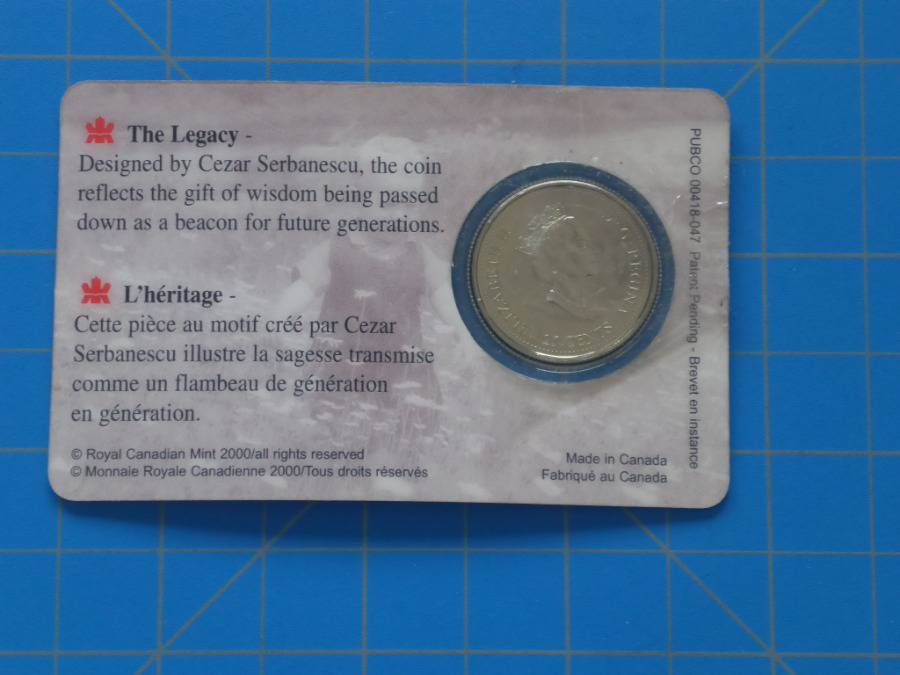 The Legacy -
Designed by Cezar Serbanescu, the coin
reflects the gift of wisdom being passed
down as a beacon for future generations.
L'héritage -
Cette pièce au motif créé par Cezar
Serbanescu illustre la sagesse transmise
comme un flambeau de génération
en génération.
© Royal Canadian Mint 2000/all rights reserved
© Monnaie Royale Canadienne 2000/Tous droits réservés
Made in Canada
Fabriqué au Canada
PUBCO 00418-047 Patent Pending - Brevet en instance
REGINA
CENTS